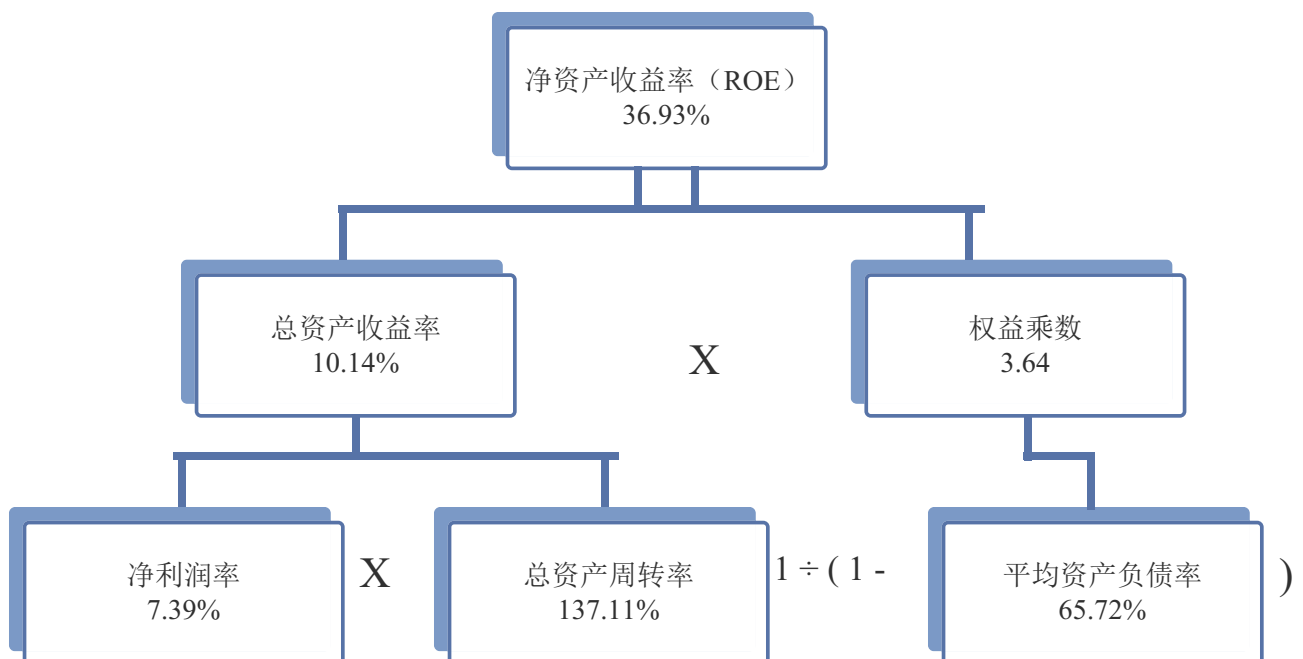 净资产收益率（ROE）
36.93%
总资产收益率
10.14%
X
权益乘数
3.64
净利润率
7.39%
X
总资产周转率
137.11%
1 ÷ ( 1 -
平均资产负债率
65.72%
)